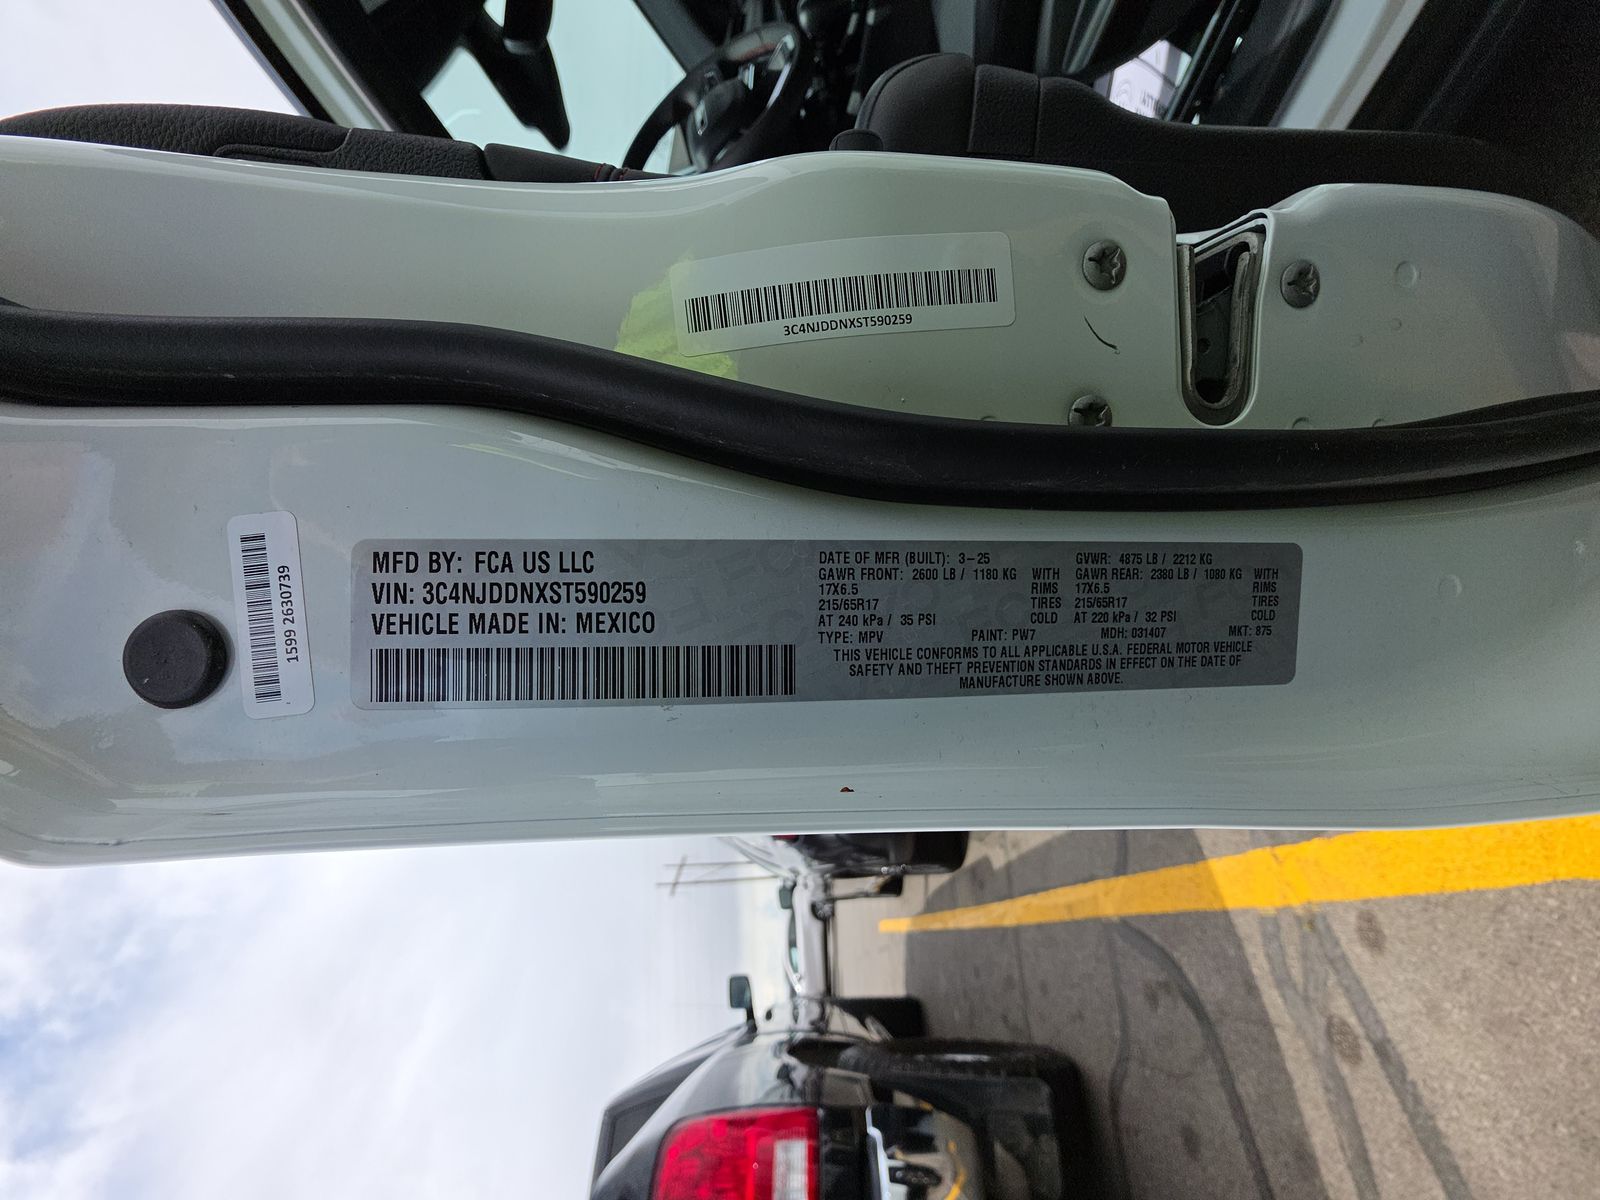 3C4NJDDNXST590259
1599 2630739
MFD BY: FCA US LLC
VIN: 3C4NJDDNXST590259
VEHICLE MADE IN: MEXICO
DATE OF MFR (BUILT): 3-25 GVWR: 4875 LB / 2212 KG
GAWR FRONT: 2600 LB / 1180 KG WITH GAWR REAR: 2380 LB / 1080 KG WITH
17X6.5 RIMS 17X6.5 RIMS
215/65R17 TIRES 215/65R17 TIRES
AT 240 kPa / 35 PSI COLD AT 220 kPa / 32 PSI COLD
TYPE: MPV PAINT: PW7 MDH: 031407 MKT: 875
THIS VEHICLE CONFORMS TO ALL APPLICABLE U.S.A. FEDERAL MOTOR VEHICLE
SAFETY AND THEFT PREVENTION STANDARDS IN EFFECT ON THE DATE OF
MANUFACTURE SHOWN ABOVE.